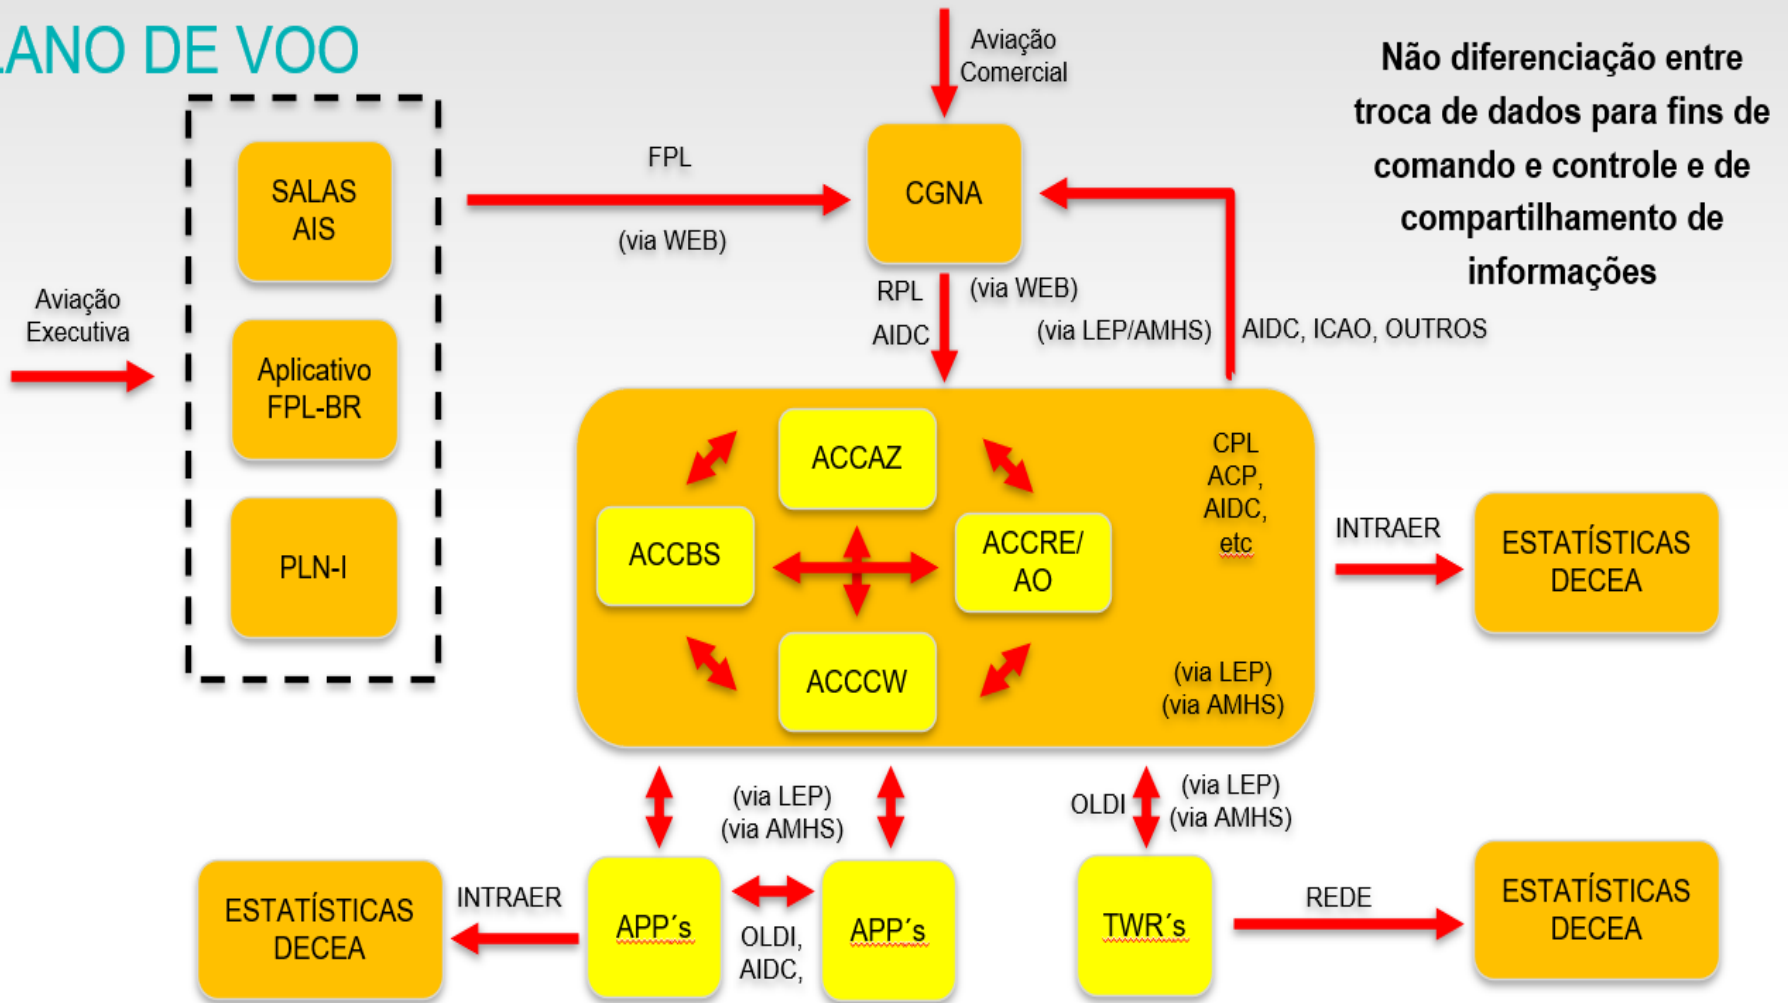 LANO DE VOO
Aviação
Comercial
Não diferenciação entre
troca de dados para fins de
comando e controle e de
compartilhamento de
informações
SALAS
AIS
FPL
(via WEB)
CGNA
Aviação
Executiva
Aplicativo
FPL-BR
PLN-I
RPL
AIDC
(via WEB)
(via LEP/AMHS)
AIDC, ICAO, OUTROS
ACCAZ
ACCBS
ACCRE/
AO
ACCCW
CPL
ACP,
AIDC,
etc
(via LEP)
(via AMHS)
INTRAER
ESTATÍSTICAS
DECEA
(via LEP)
(via AMHS)
OLDI
(via LEP)
(via AMHS)
ESTATÍSTICAS
DECEA
INTRAER
APP´s
OLDI,
AIDC,
APP´s
TWR´s
REDE
ESTATÍSTICAS
DECEA